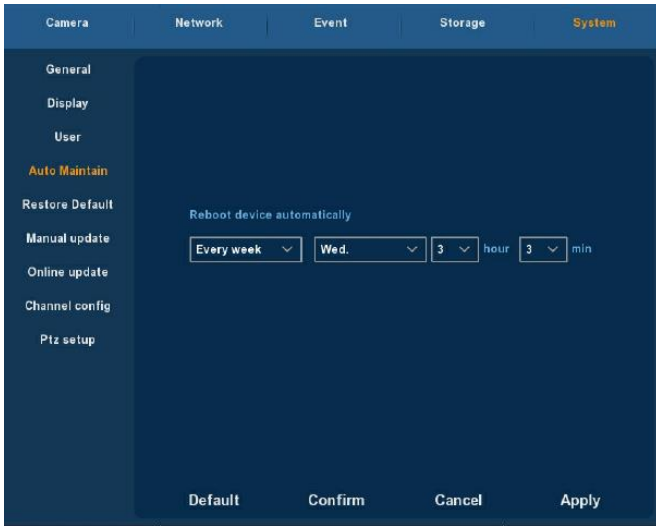 Camera Network Event Storage System
General
Display
User
Auto Maintain
Restore Default
Reboot device automatically
Manual update
Every week Wed. 3 hour 3 min
Online update
Channel config
Ptz setup
Default Confirm Cancel Apply